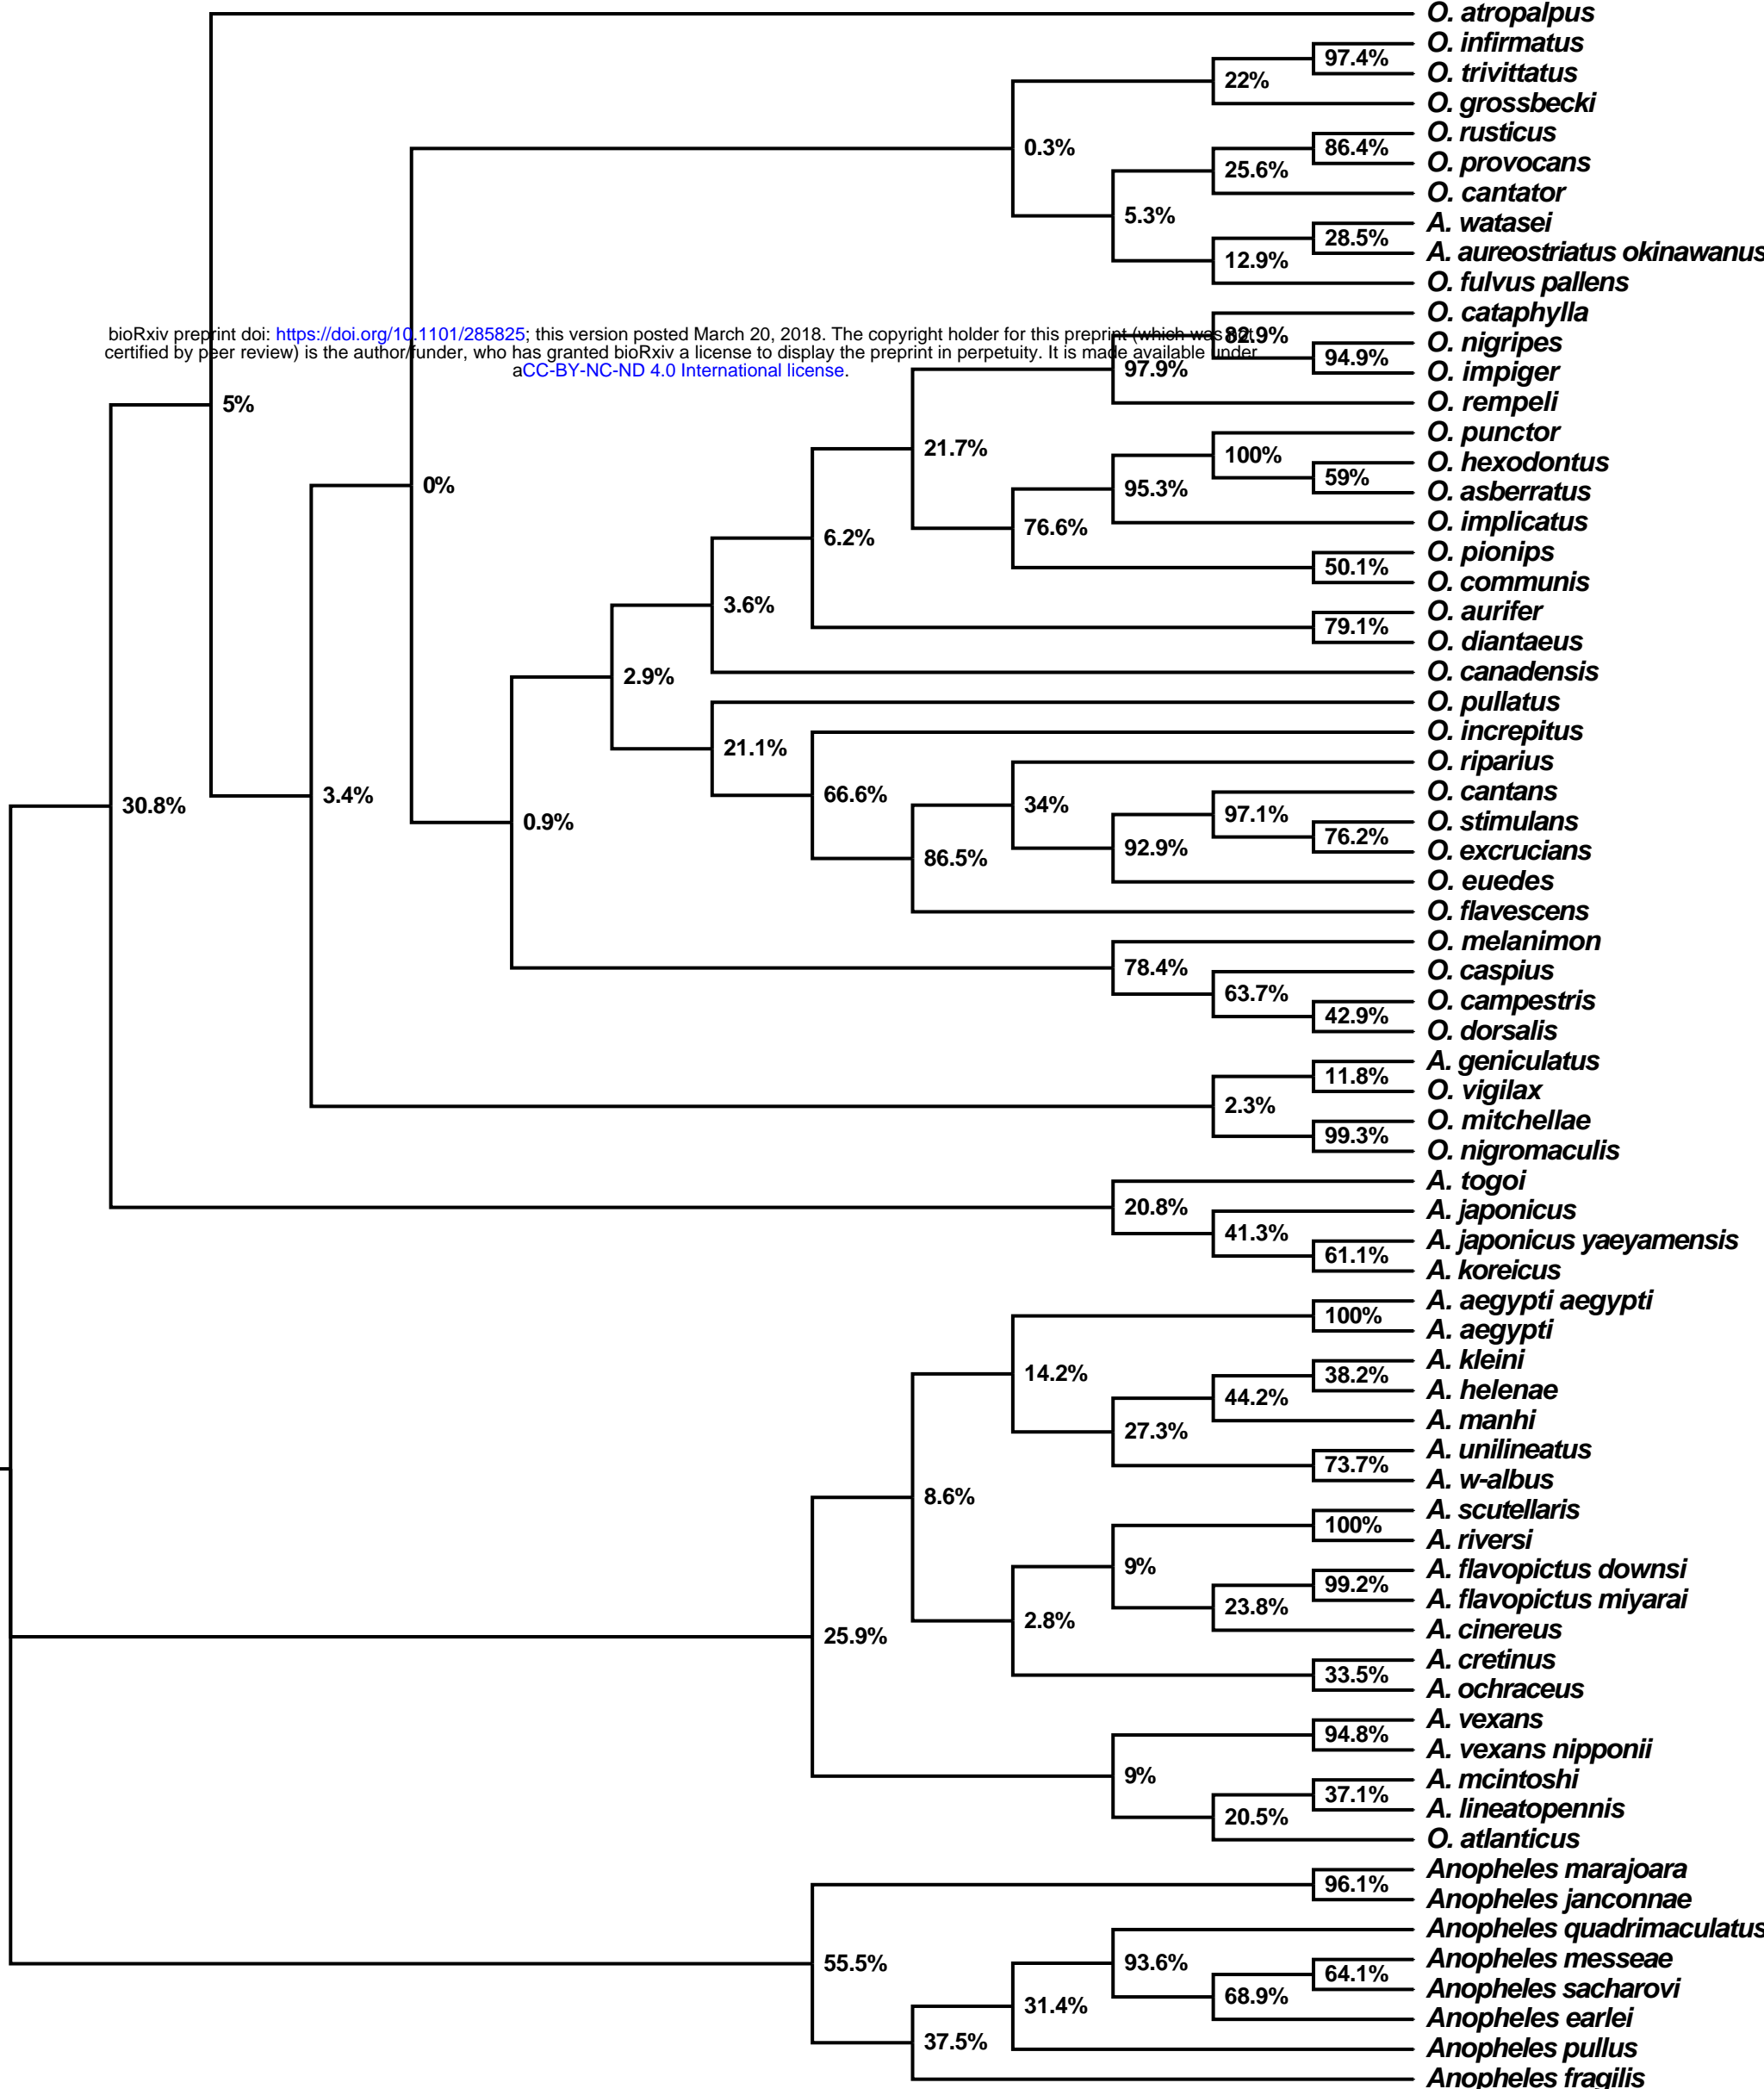 O. atropalpus
O. infirmatus
97.4%
O. trivittatus
22%
O. grossbecki
O. rusticus
0.3%
86.4%
O. provocans
25.6%
O. cantator
5.3%
A. watasei
28.5%
A. aureostriatus okinawanus
12.9%
O. fulvus pallens
O. cataphylla
bioRxiv preprint doi: https://doi.org/10.1101/285825; this version posted March 20, 2018. The copyright holder for this preprint (which was not
82.9%
O. nigripes
certified by peer review) is the author/funder, who has granted bioRxiv a license to display the preprint in perpetuity. It is made available under
94.9%
aCC-BY-NC-ND 4.0 International license.
97.9%
O. impiger
5%
O. rempeli
O. punctor
21.7%
100%
O. hexodontus
59%
0%
95.3%
O. asberratus
O. implicatus
76.6%
6.2%
O. pionips
50.1%
O. communis
3.6%
O. aurifer
79.1%
O. diantaeus
2.9%
O. canadensis
O. pullatus
O. increpitus
21.1%
O. riparius
3.4%
66.6%
O. cantans
30.8%
34%
97.1%
O. stimulans
0.9%
76.2%
92.9%
O. excrucians
86.5%
O. euedes
O. flavescens
O. melanimon
78.4%
O. caspius
63.7%
O. campestris
42.9%
O. dorsalis
A. geniculatus
11.8%
O. vigilax
2.3%
O. mitchellae
99.3%
O. nigromaculis
A. togoi
20.8%
A. japonicus
41.3%
A. japonicus yaeyamensis
61.1%
A. koreicus
A. aegypti aegypti
100%
A. aegypti
A. kleini
14.2%
38.2%
A. helenae
44.2%
A. manhi
27.3%
A. unilineatus
73.7%
A. w-albus
8.6%
A. scutellaris
100%
A. riversi
9%
A. flavopictus downsi
99.2%
A. flavopictus miyarai
23.8%
2.8%
A. cinereus
25.9%
A. cretinus
33.5%
A. ochraceus
A. vexans
94.8%
A. vexans nipponii
9%
A. mcintoshi
37.1%
A. lineatopennis
20.5%
O. atlanticus
Anopheles marajoara
96.1%
Anopheles janconnae
Anopheles quadrimaculatus
55.5%
93.6%
Anopheles messeae
64.1%
Anopheles sacharovi
68.9%
31.4%
Anopheles earlei
37.5%
Anopheles pullus
Anopheles fragilis